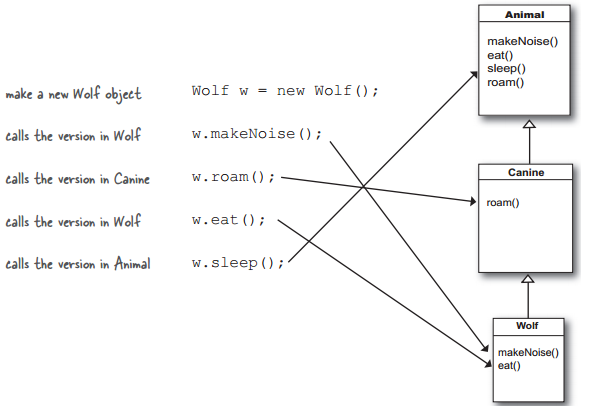 Animal
makeNoise()
eat()
sleep()
roam()
make a new Wolf object Wolf w = new Wolf();
calls the version in Wolf w.makeNoise();
calls the version in Canine w.roam();
calls the version in Wolf w.eat();
calls the version in Animal w.sleep();
Canine
roam()
Wolf
makeNoise()
eat()